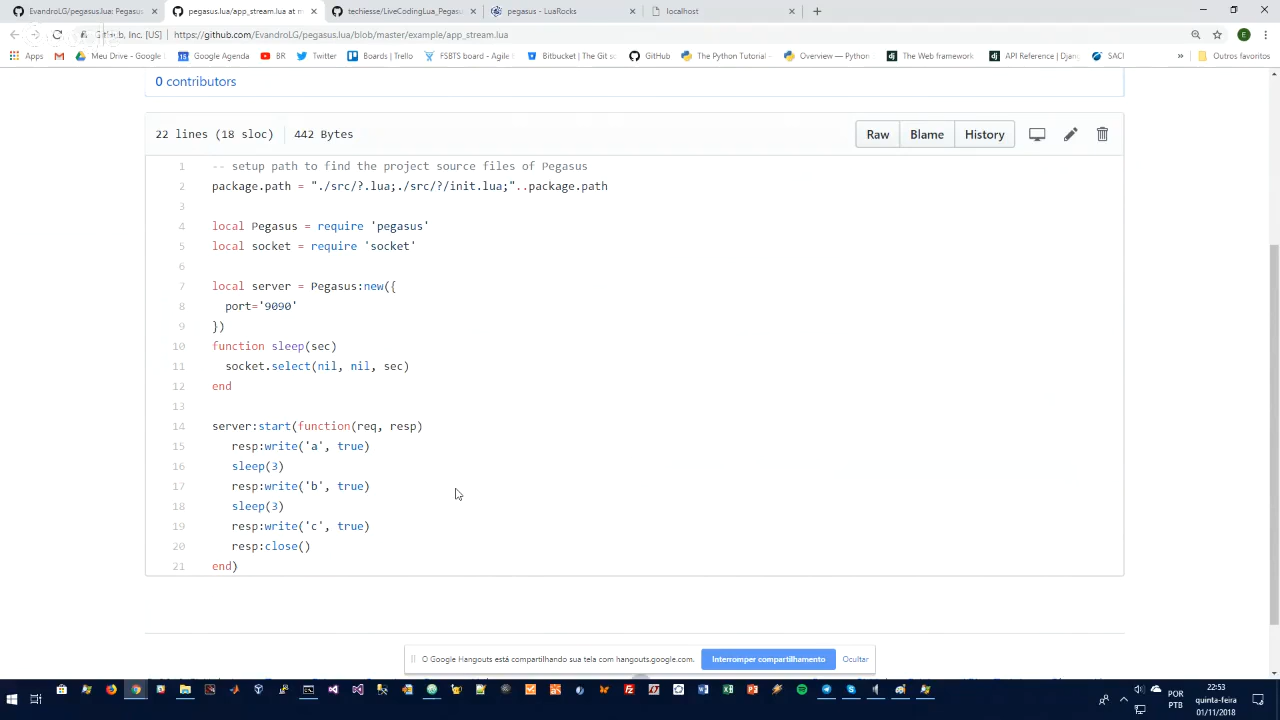 EvandroLG/pegasus.lua: Pegasus
pegasus.lua/app_stream.lua at m
techiesse/LiveCodingLua_Pegasu
pegasus - LuaRocks
localhost
https://github.com/EvandroLG/pegasus.lua/blob/master/example/app_stream.lua
Apps
Meu Drive - Google
Google Agenda
BR
Twitter
Boards | Trello
FSBTS board - Agile
Bitbucket | The Git s
GitHub
The Python Tutorial
Overview — Python
The Web framework
API Reference | Djan
SACI
»
Outros favoritos
0 contributors
22 lines (18 sloc)
442 Bytes
Raw
Blame
History
1 -- setup path to find the project source files of Pegasus
2 package.path = "./src/?.lua;./src/?/init.lua;"..package.path
3
4 local Pegasus = require 'pegasus'
5 local socket = require 'socket'
6
7 local server = Pegasus:new({
8 port='9090'
9 })
10 function sleep(sec)
11 socket.select(nil, nil, sec)
12 end
13
14 server:start(function(req, resp)
15 resp:write('a', true)
16 sleep(3)
17 resp:write('b', true)
18 sleep(3)
19 resp:write('c', true)
20 resp:close()
21 end)
O Google Hangouts está compartilhando sua tela com hangouts.google.com.
Interromper compartilhamento
Ocultar
POR
PTB
22:53
quinta-feira
01/11/2018